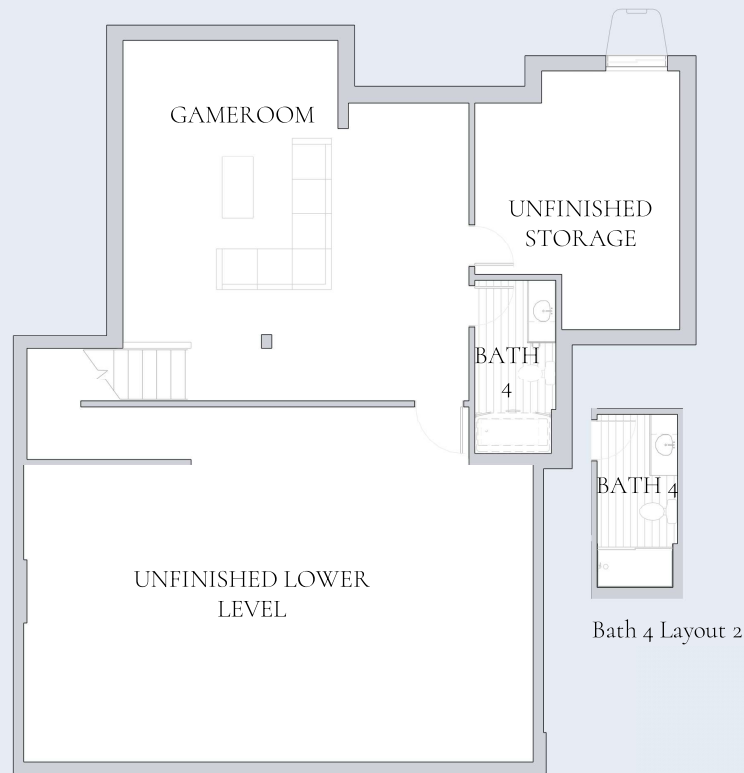 GAMEROOM
UNFINISHED
STORAGE
BATH
4
BATH 4
UNFINISHED LOWER
LEVEL
Bath 4 Layout 2